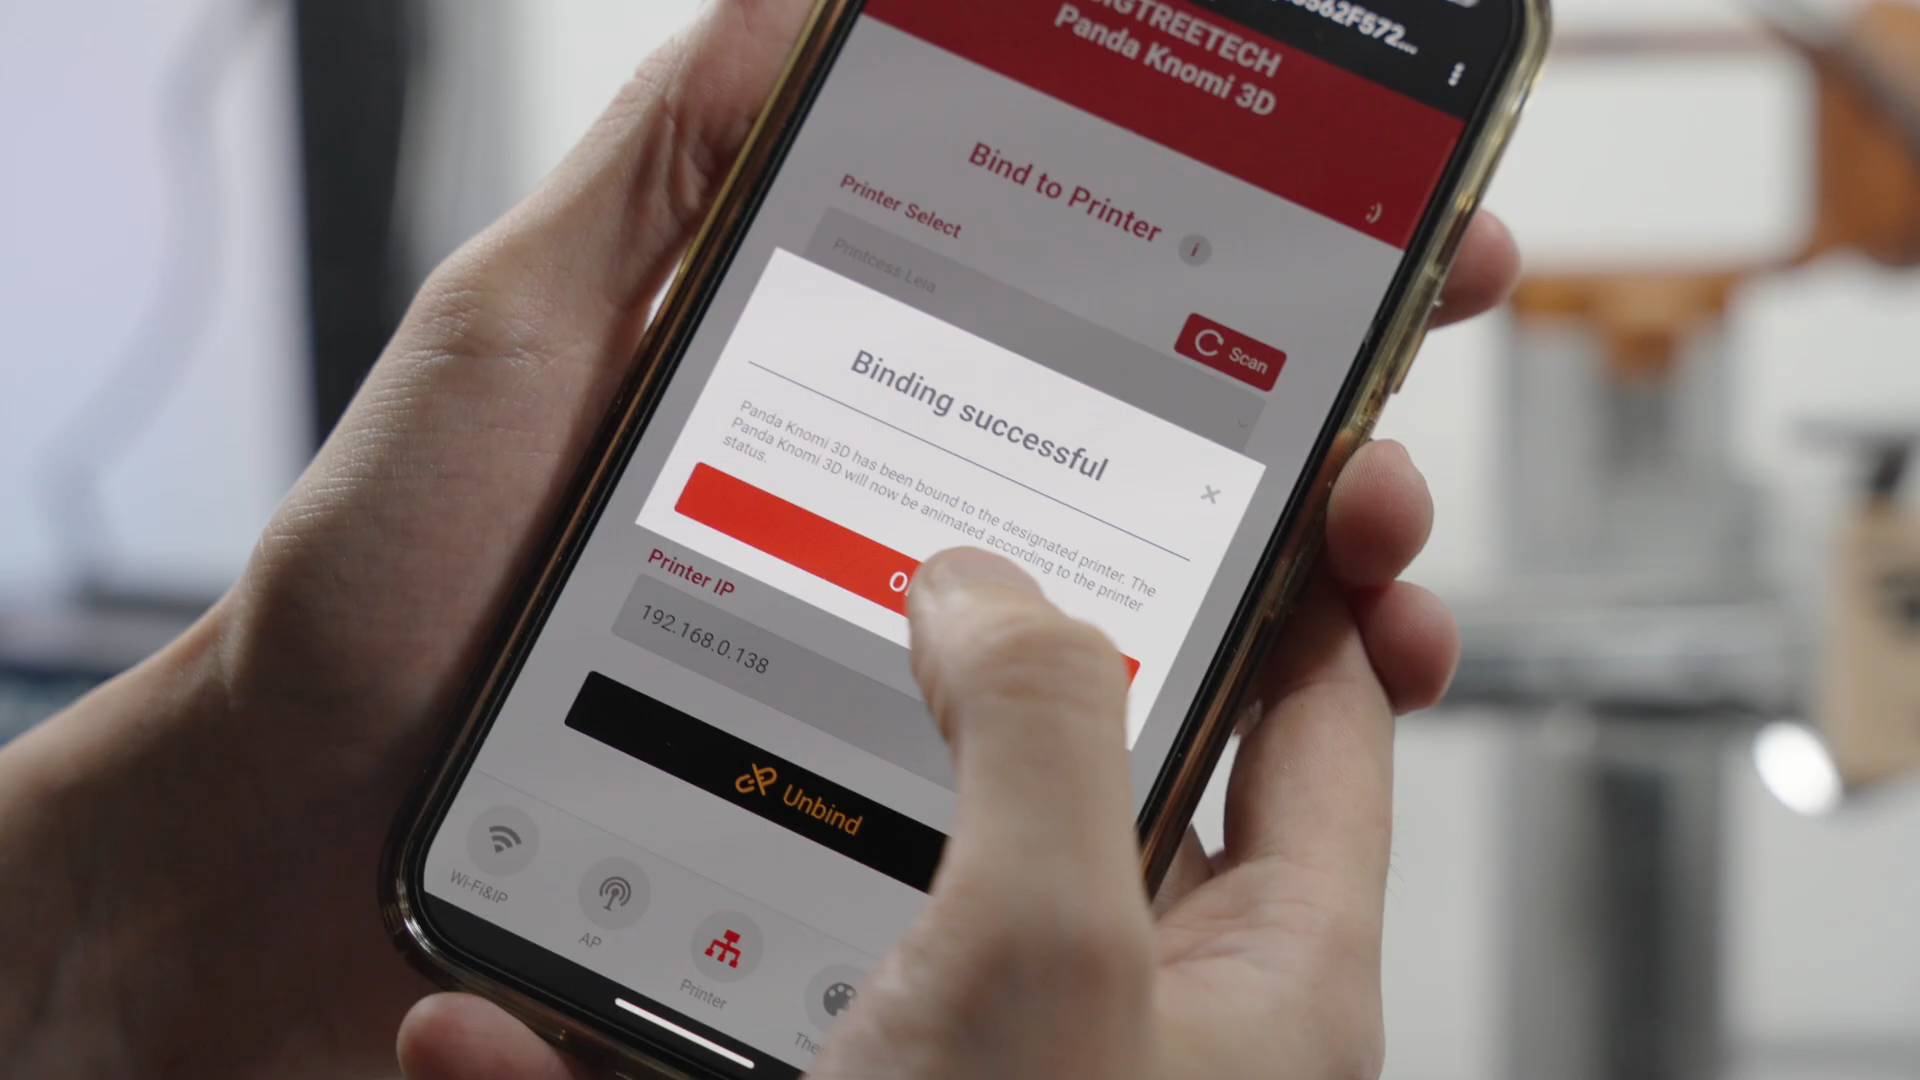 BIGTREETECH
Panda Knomi 3D
:)
Bind to Printer
i
Printer Select
Printcess Leia
Scan
Binding successful
Panda Knomi 3D has been bound to the designated printer. The
Panda Knomi 3D will now be animated according to the printer
status.
Printer IP
192.168.0.138
Unbind
Wi-Fi&IP
AP
Printer